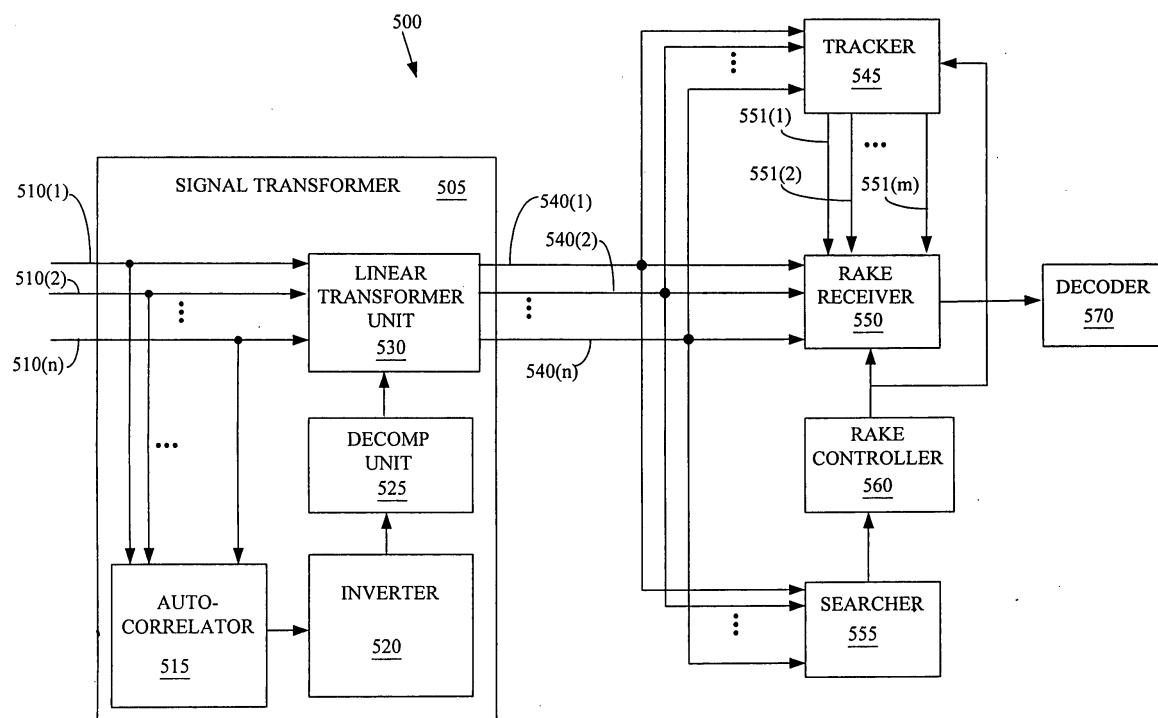 500
TRACKER
545
551(1)
551(2)
551(m)
SIGNAL TRANSFORMER 505
510(1)
510(2)
510(n)
LINEAR
TRANSFORMER
UNIT
530
540(1)
540(2)
540(n)
RAKE
RECEIVER
550
DECODER
570
DECOMP
UNIT
525
RAKE
CONTROLLER
560
AUTO-
CORRELATOR
515
INVERTER
520
SEARCHER
555